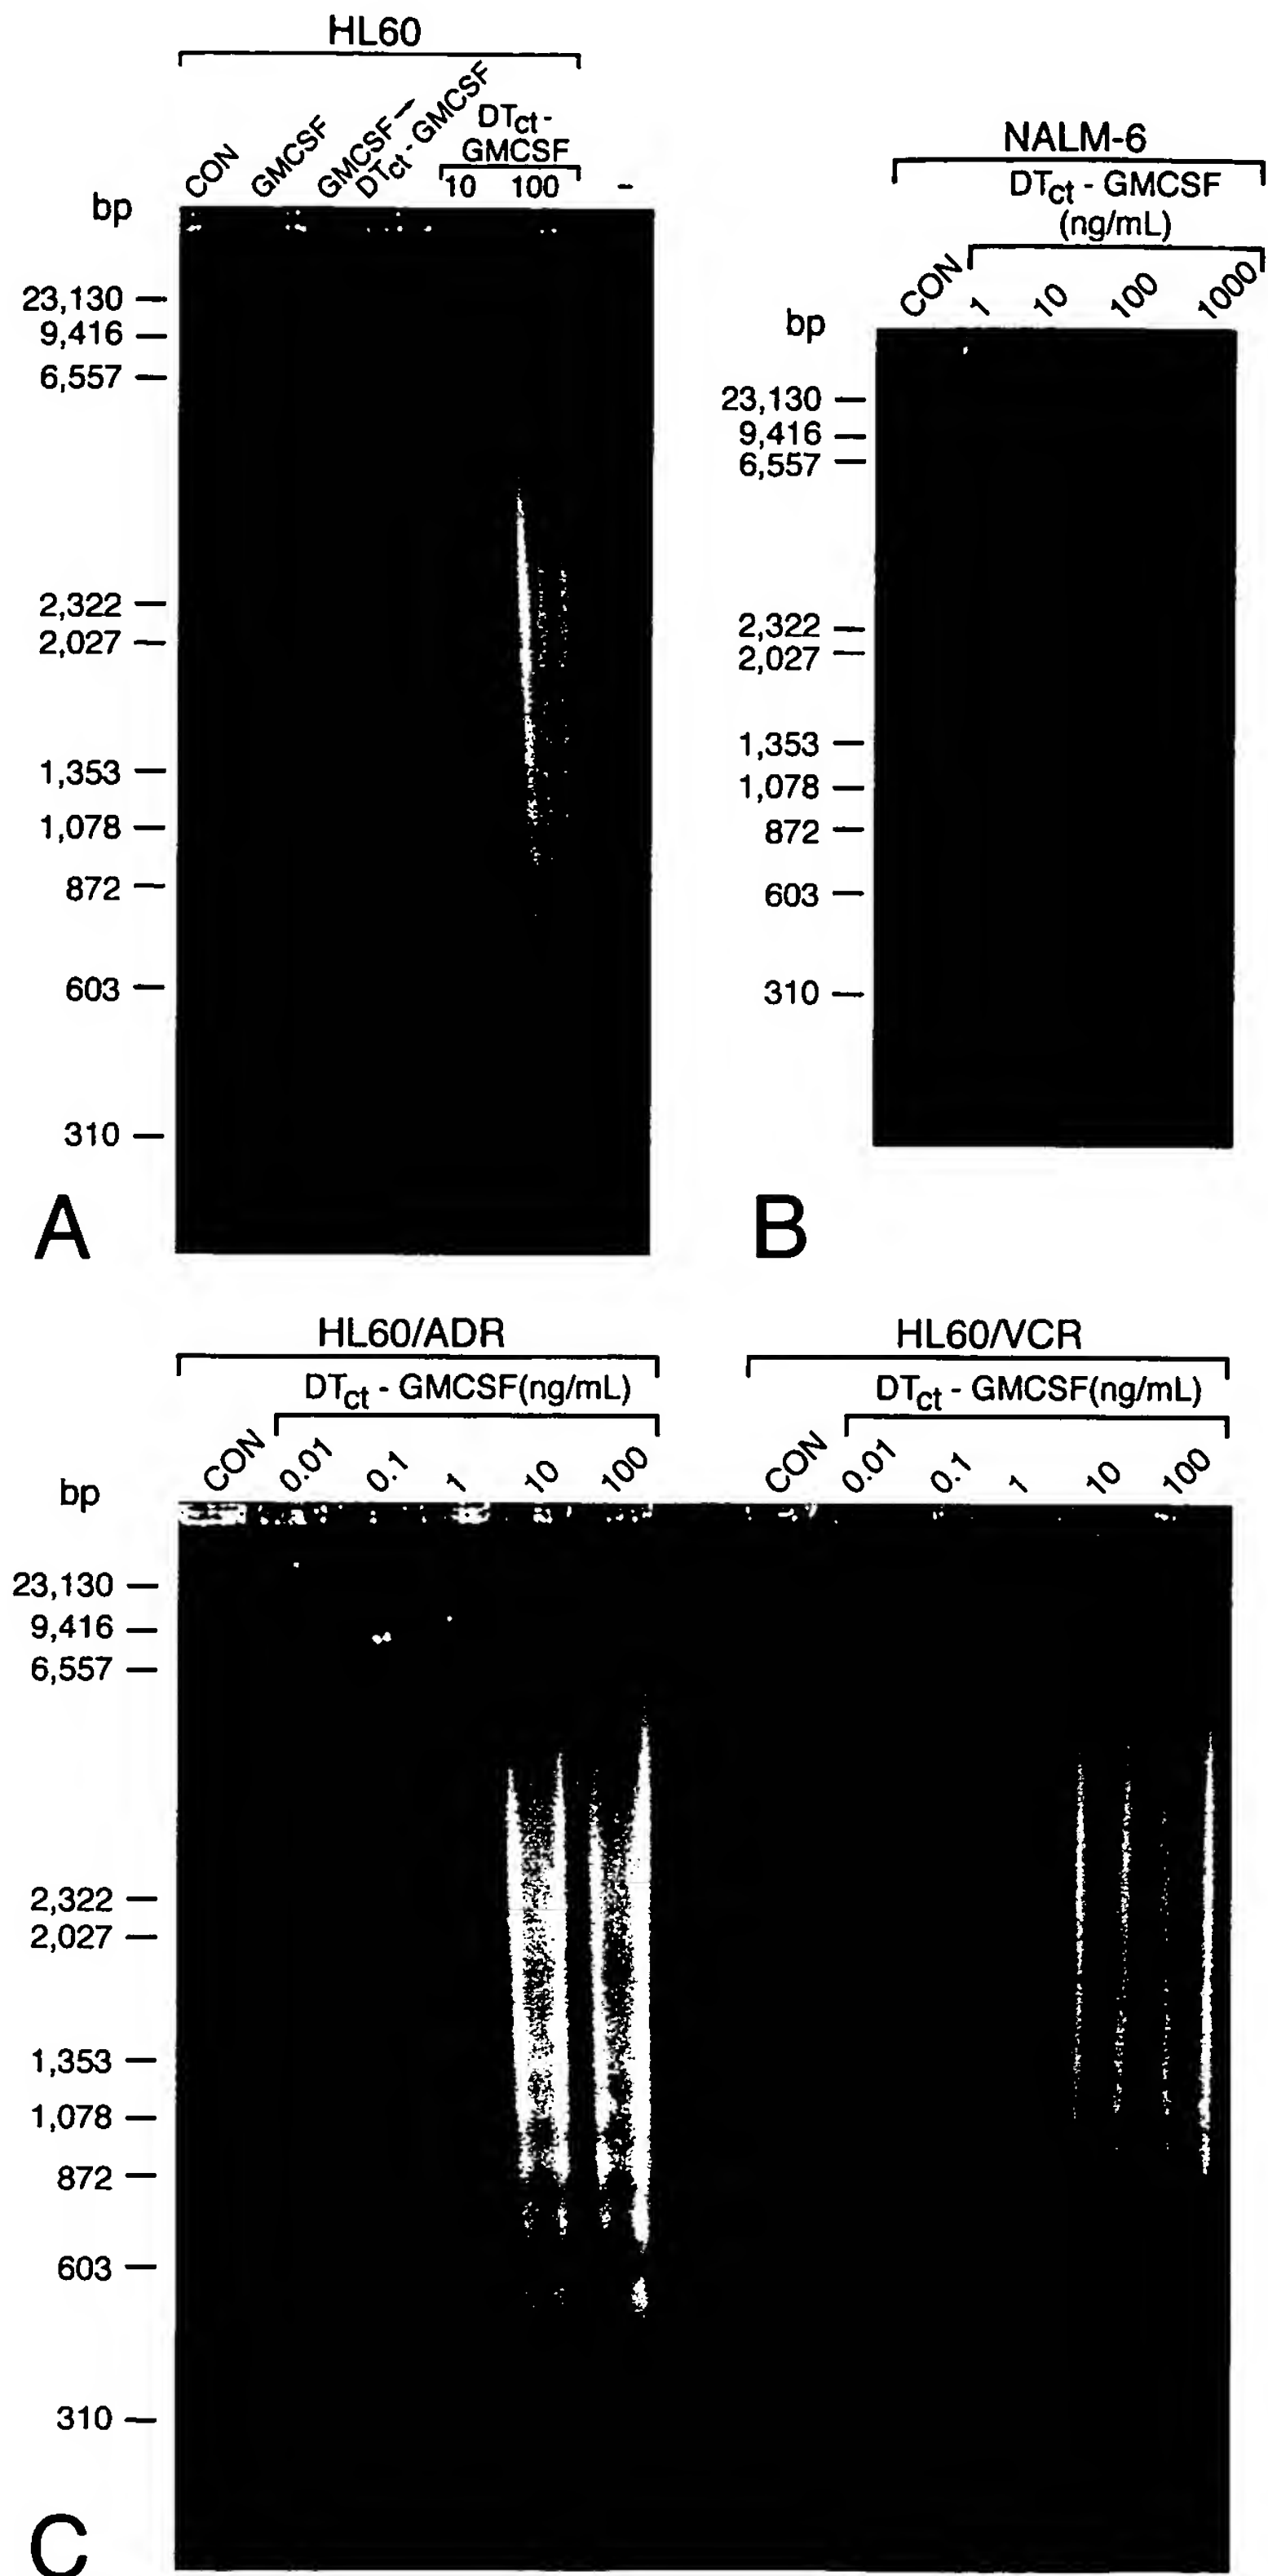 HL60
CON
GMCSF
GMCSF→
DTct - GMCSF
DTct -
GMCSF
10 100 -
bp
23,130
9,416
6,557
2,322
2,027
1,353
1,078
872
603
310
A
NALM-6
DTct - GMCSF
(ng/mL)
CON 1 10 100 1000
bp
23,130
9,416
6,557
2,322
2,027
1,353
1,078
872
603
310
B
HL60/ADR
DTct - GMCSF(ng/mL)
CON 0.01 0.1 1 10 100
HL60/VCR
DTct - GMCSF(ng/mL)
CON 0.01 0.1 1 10 100
bp
23,130
9,416
6,557
2,322
2,027
1,353
1,078
872
603
310
C